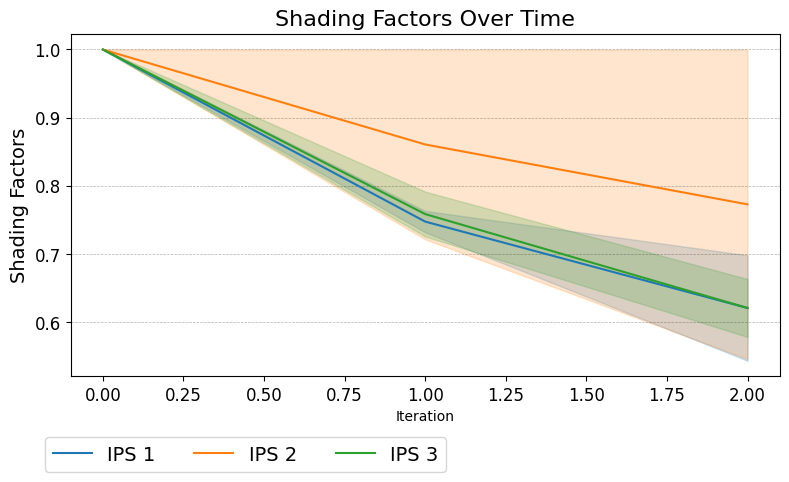 Shading Factors Over Time
Shading Factors
1.0
0.9
0.8
0.7
0.6
0.00 0.25 0.50 0.75 1.00 1.25 1.50 1.75 2.00
Iteration
IPS 1 IPS 2 IPS 3